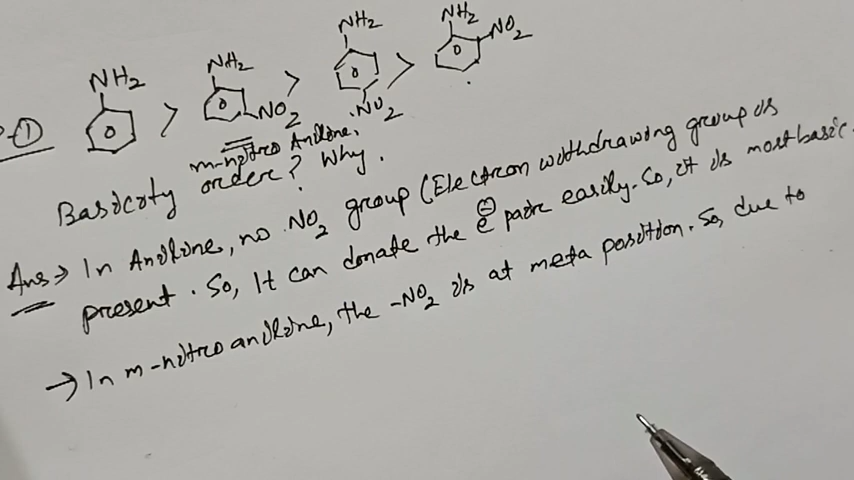 NH2 NH2 NH2 NH2
NO2
Q-① > NO2 > NO2 >
m-nitro Aniline.
Basicity order? Why.
Ans → In Aniline, no NO2 group (Electron withdrawing group is
present. So, It can donate the e⊖ pair easily. So, it is most basic.
→ In m-nitro aniline, the -NO2 is at meta position. So, due to